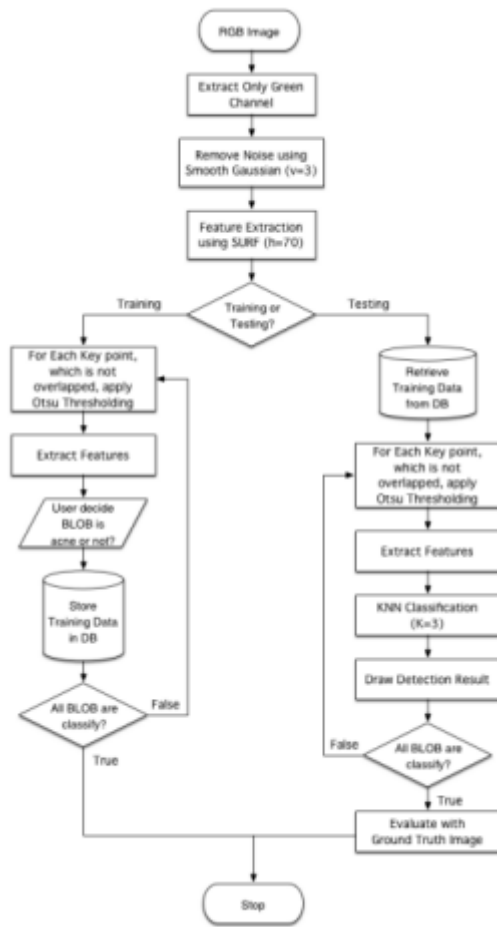 RGB Image
Extract Only Green
Channel
Remove Noise using
Smooth Gaussian (v=3)
Feature Extraction
using SURF (h=70)
Training or
Testing?
Training
Testing
For Each Key point,
which is not
overlapped, apply
Otsu Thresholding
Extract Features
User decide
BLOB is
acne or not?
Store
Training Data
in DB
All BLOB are
classify?
False
True
Retrieve
Training Data
from DB
For Each Key point,
which is not
overlapped, apply
Otsu Thresholding
Extract Features
KNN Classification
(K=3)
Draw Detection Result
All BLOB are
classify?
False
True
Evaluate with
Ground Truth Image
Stop